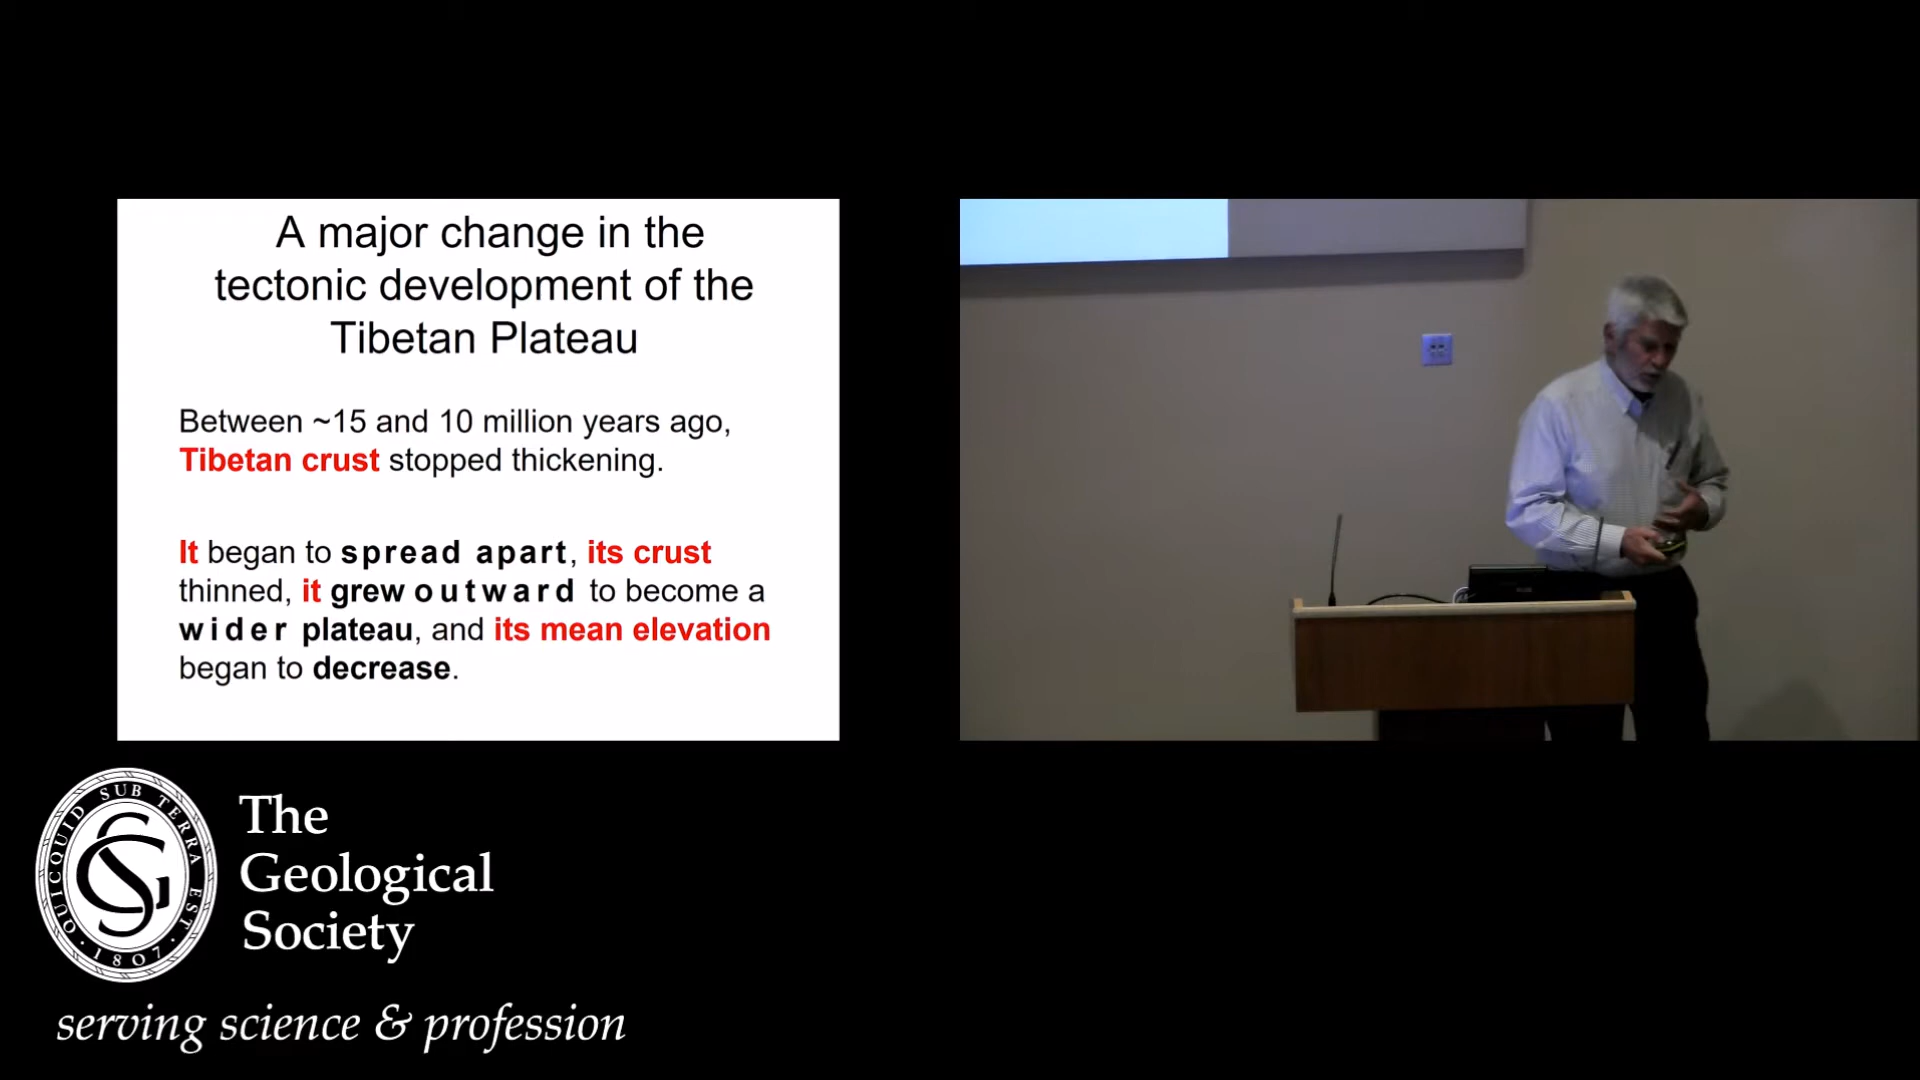 A major change in the
tectonic development of the
Tibetan Plateau
Between ~15 and 10 million years ago,
Tibetan crust stopped thickening.
It began to spread apart, its crust
thinned, it grew outward to become a
wider plateau, and its mean elevation
began to decrease.
QUICQUID SUB TERRA EST
· 1807 ·
The
Geological
Society
serving science & profession